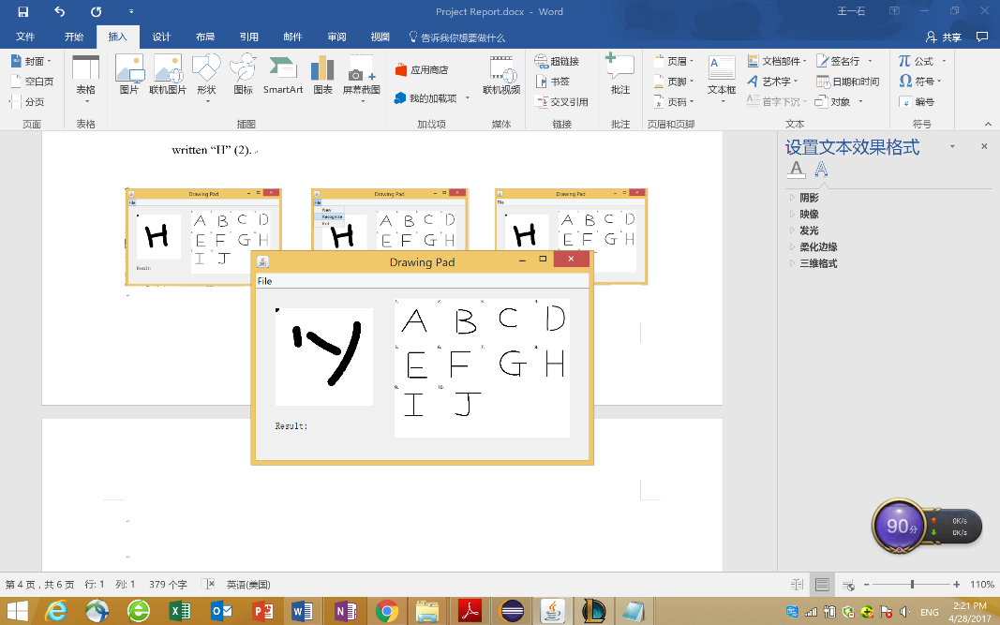 Project Report.docx - Word
王一石
文件 开始 插入 设计 布局 引用 邮件 审阅 视图 告诉我你想要做什么 共享
封面 空白页 分页
表格
图片 联机图片 形状 图标 SmartArt 图表 屏幕截图
应用商店
我的加载项
联机视频
超链接 书签 交叉引用
批注
页眉 页脚 页码
文本框
文档部件 艺术字 首字下沉
签名行 日期和时间 对象
公式 符号 编号
页面 表格 插图 加载项 媒体 链接 批注 页眉和页脚 文本 符号
written “H” (2).
设置文本效果格式
A A
阴影
映像
发光
柔化边缘
三维格式
Drawing Pad
File
H
A B C D
E F G H
I J
Result:
Drawing Pad
File
New
Recognize
Exit
H
A B C D
E F G H
Drawing Pad
File
H
A B C D
E F G H
Drawing Pad
File
ツ
1. 2. 3. 4.
A B C D
5. 6. 7. 8.
E F G H
9. 10.
I J
Result:
90分
0K/s
0K/s
第 4 页，共 6 页 行: 1 列: 1 379 个字 英语(美国)
110%
ENG
2:21 PM
4/28/2017